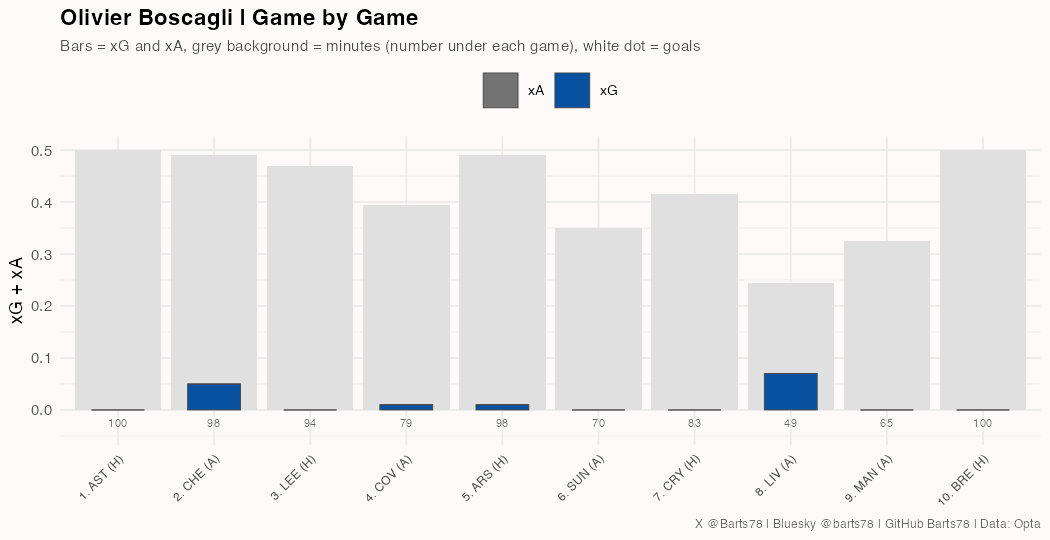 Olivier Boscagli | Game by Game
Bars = xG and xA, grey background = minutes (number under each game), white dot = goals
xA xG
xG + xA
0.5
0.4
0.3
0.2
0.1
0.0
100 98 94 79 98 70 83 49 65 100
1. AST (H) 2. CHE (A) 3. LEE (H) 4. COV (A) 5. ARS (H) 6. SUN (A) 7. CRY (H) 8. LIV (A) 9. MAN (A) 10. BRE (H)
X @Barts78 | Bluesky @barts78 | GitHub Barts78 | Data: Opta